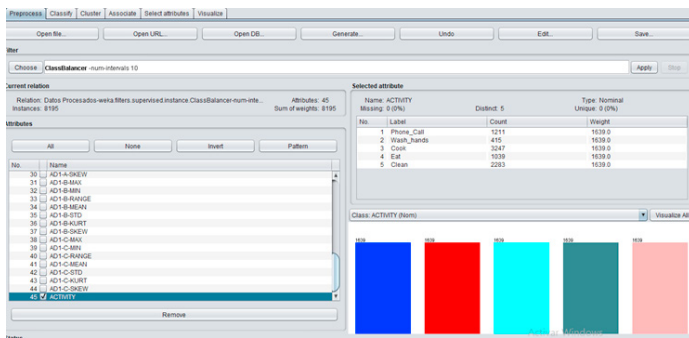 Preprocess Classify Cluster Associate Select attributes Visualize
Open file... Open URL... Open DB... Generate... Undo Edit... Save...
Filter
Choose ClassBalancer -num-intervals 10 Apply Stop
Current relation
Relation: Datos Procesados-weka.filters.supervised.instance.ClassBalancer-num-inte... Attributes: 45
Instances: 8195 Sum of weights: 8195
Attributes
All None Invert Pattern
No. Name
30 AD1-A-SKEW
31 AD1-B-MAX
32 AD1-B-MIN
33 AD1-B-RANGE
34 AD1-B-MEAN
35 AD1-B-STD
36 AD1-B-KURT
37 AD1-B-SKEW
38 AD1-C-MAX
39 AD1-C-MIN
40 AD1-C-RANGE
41 AD1-C-MEAN
42 AD1-C-STD
43 AD1-C-KURT
44 AD1-C-SKEW
45 ACTIVITY
Remove
Status
Selected attribute
Name: ACTIVITY Type: Nominal
Missing: 0 (0%) Distinct: 5 Unique: 0 (0%)
No. Label Count Weight
1 Phone_Call 1211 1639.0
2 Wash_hands 415 1639.0
3 Cook 3247 1639.0
4 Eat 1039 1639.0
5 Clean 2283 1639.0
Class: ACTIVITY (Nom) Visualize All
1639 1639 1639 1639 1639
Activar Windows